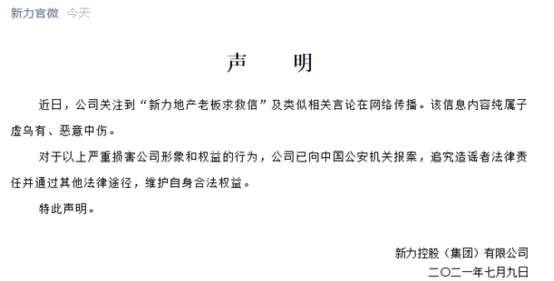 新力官微 今天
声 明
近日，公司关注到“新力地产老板求救信”及类似相关言论在网络传播。该信息内容纯属子
虚乌有、恶意中伤。
对于以上严重损害公司形象和权益的行为，公司已向中国公安机关报案，追究造谣者法律责
任并通过其他法律途径，维护自身合法权益。
特此声明。
新力控股（集团）有限公司
二〇二一年七月九日